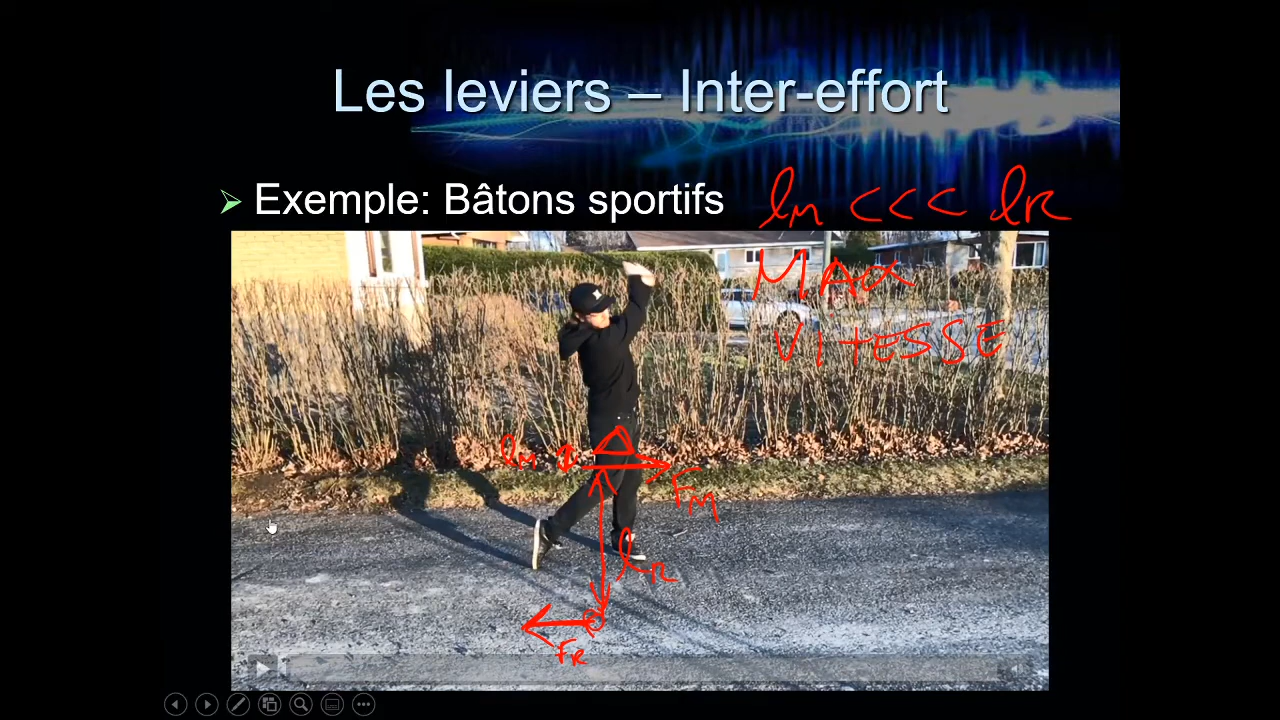 Les leviers – Inter-effort
Exemple: Bâtons sportifs
lM <<< lR
MAX
VITESSE
lM
FM
lR
FR